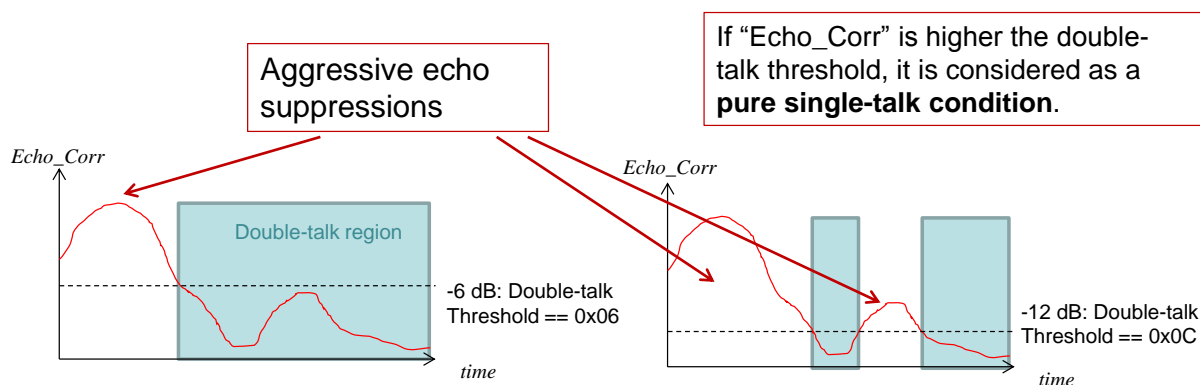 Aggressive echo
suppressions
If “Echo_Corr” is higher the double-
talk threshold, it is considered as a
pure single-talk condition.
Echo_Corr
Double-talk region
-6 dB: Double-talk
Threshold == 0x06
time
Echo_Corr
-12 dB: Double-talk
Threshold == 0x0C
time